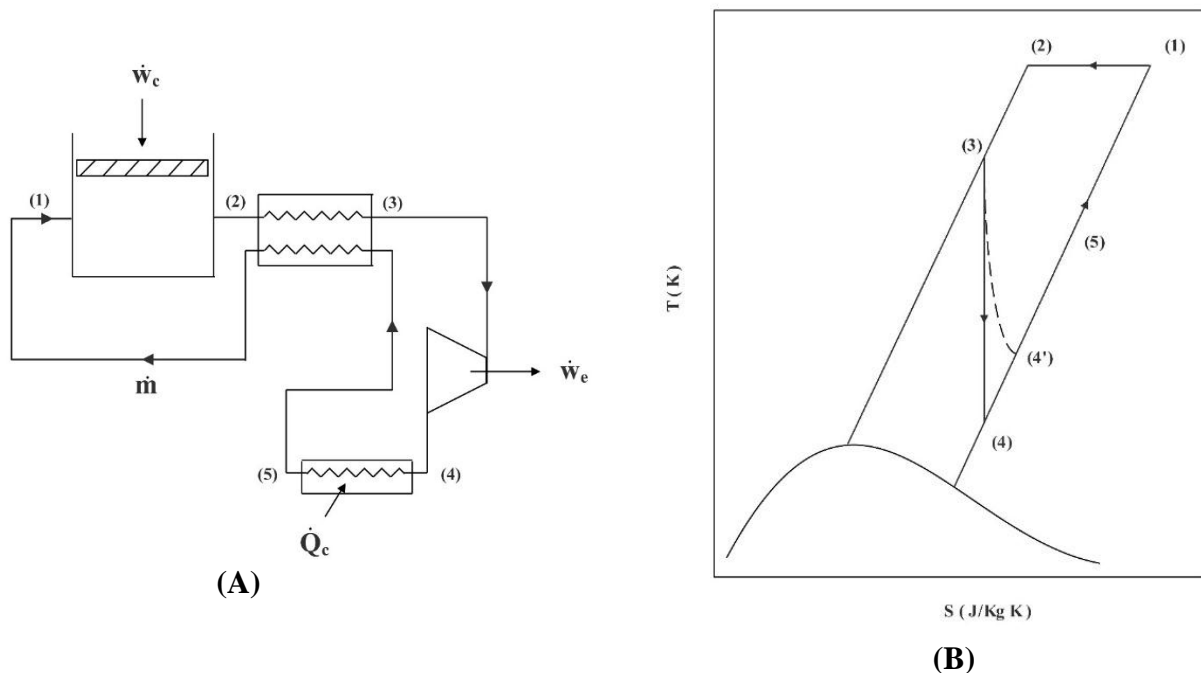 ẇc
(1)
(2)
(3)
ṁ
ẇe
(5)
(4)
Q̇c
(A)
(2)
(1)
(3)
(5)
(4')
(4)
T ( K )
S ( J/Kg K )
(B)